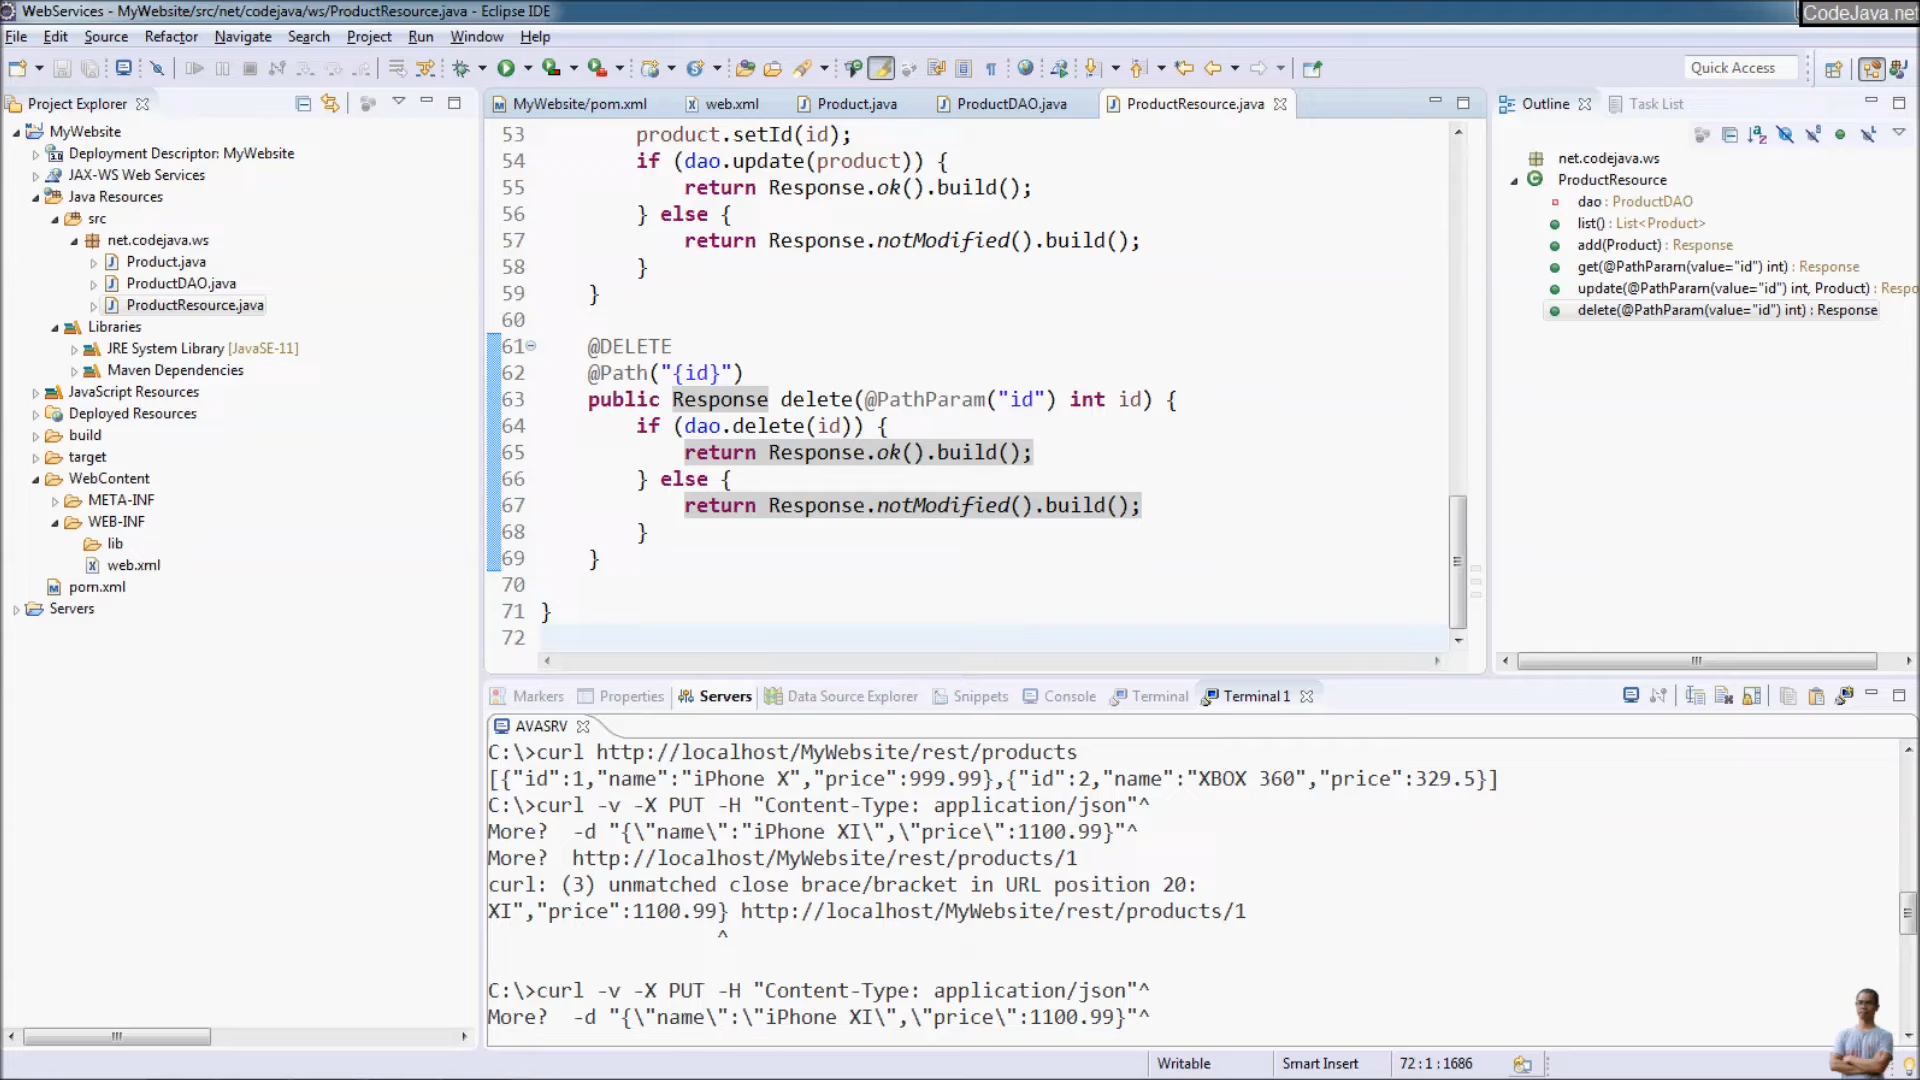 WebServices - MyWebsite/src/net/codejava/ws/ProductResource.java - Eclipse IDE
CodeJava.net
File Edit Source Refactor Navigate Search Project Run Window Help
Quick Access
Project Explorer
MyWebsite
Deployment Descriptor: MyWebsite
JAX-WS Web Services
Java Resources
src
net.codejava.ws
Product.java
ProductDAO.java
ProductResource.java
Libraries
JRE System Library [JavaSE-11]
Maven Dependencies
JavaScript Resources
Deployed Resources
build
target
WebContent
META-INF
WEB-INF
lib
web.xml
pom.xml
Servers
MyWebsite/pom.xml web.xml Product.java ProductDAO.java ProductResource.java
53 product.setId(id);
54 if (dao.update(product)) {
55 return Response.ok().build();
56 } else {
57 return Response.notModified().build();
58 }
59 }
60
61 @DELETE
62 @Path("{id}")
63 public Response delete(@PathParam("id") int id) {
64 if (dao.delete(id)) {
65 return Response.ok().build();
66 } else {
67 return Response.notModified().build();
68 }
69 }
70
71 }
72
Outline Task List
net.codejava.ws
ProductResource
dao : ProductDAO
list() : List<Product>
add(Product) : Response
get(@PathParam(value="id") int) : Response
update(@PathParam(value="id") int, Product) : Respo
delete(@PathParam(value="id") int) : Response
Markers Properties Servers Data Source Explorer Snippets Console Terminal Terminal 1
AVASRV
C:\>curl http://localhost/MyWebsite/rest/products
[{"id":1,"name":"iPhone X","price":999.99},{"id":2,"name":"XBOX 360","price":329.5}]
C:\>curl -v -X PUT -H "Content-Type: application/json"^
More? -d "{\"name\":"iPhone XI\",\"price\":1100.99}"^
More? http://localhost/MyWebsite/rest/products/1
curl: (3) unmatched close brace/bracket in URL position 20:
XI","price":1100.99} http://localhost/MyWebsite/rest/products/1
^
C:\>curl -v -X PUT -H "Content-Type: application/json"^
More? -d "{\"name\":\"iPhone XI\",\"price\":1100.99}"^
Writable Smart Insert 72 : 1 : 1686